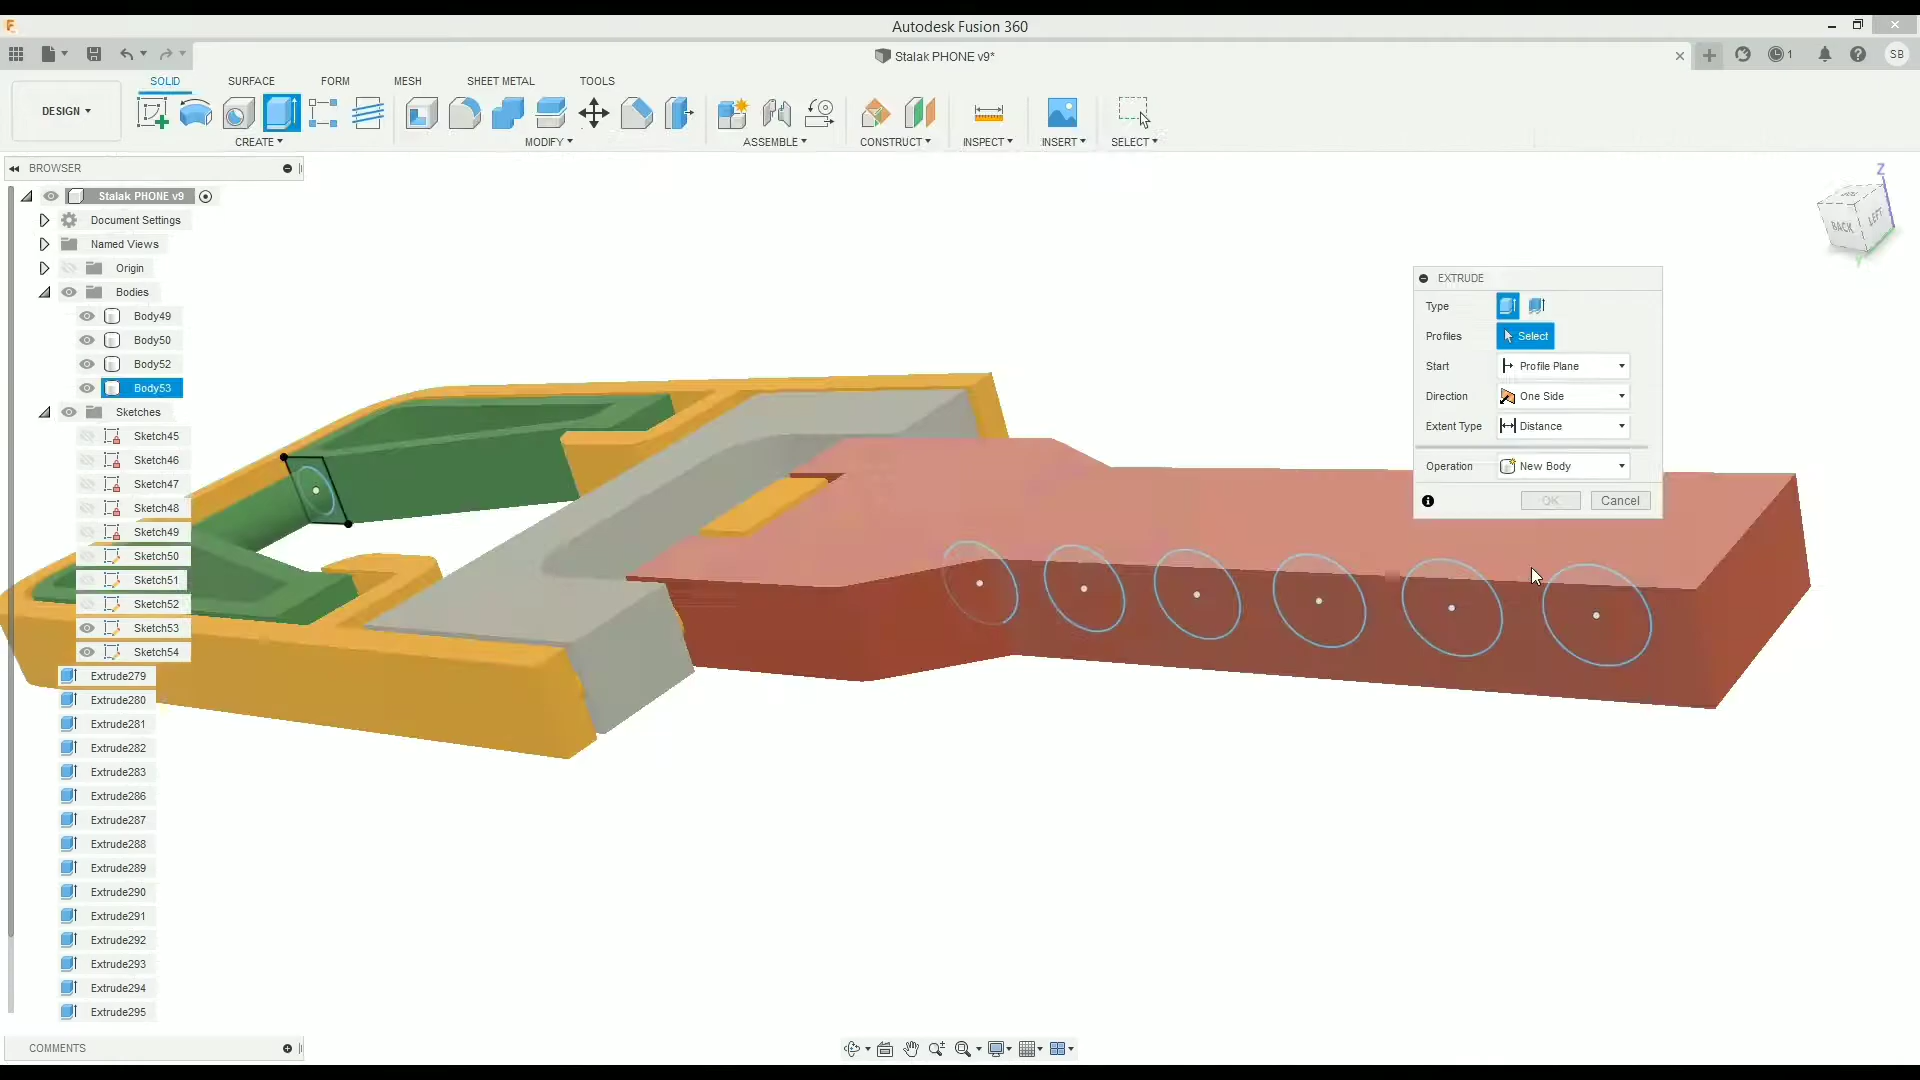 Autodesk Fusion 360
Stalak PHONE v9*
1
SB
SOLID
SURFACE
FORM
MESH
SHEET METAL
TOOLS
DESIGN
CREATE
MODIFY
ASSEMBLE
CONSTRUCT
INSPECT
INSERT
SELECT
BROWSER
Stalak PHONE v9
Document Settings
Named Views
Origin
Bodies
Body49
Body50
Body52
Body53
Sketches
Sketch45
Sketch46
Sketch47
Sketch48
Sketch49
Sketch50
Sketch51
Sketch52
Sketch53
Sketch54
Extrude279
Extrude280
Extrude281
Extrude282
Extrude283
Extrude286
Extrude287
Extrude288
Extrude289
Extrude290
Extrude291
Extrude292
Extrude293
Extrude294
Extrude295
COMMENTS
Z
BACK
LEFT
Y
EXTRUDE
Type
Profiles Select
Start Profile Plane
Direction One Side
Extent Type Distance
Operation New Body
OK Cancel